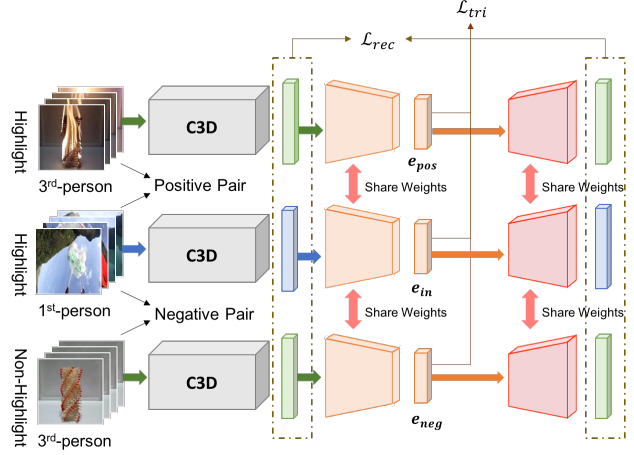 ℒ_tri
ℒ_rec
Highlight
C3D
e_pos
3rd-person
Positive Pair
Share Weights
Share Weights
Highlight
C3D
e_in
1st-person
Negative Pair
Share Weights
Share Weights
Non-Highlight
C3D
e_neg
3rd-person